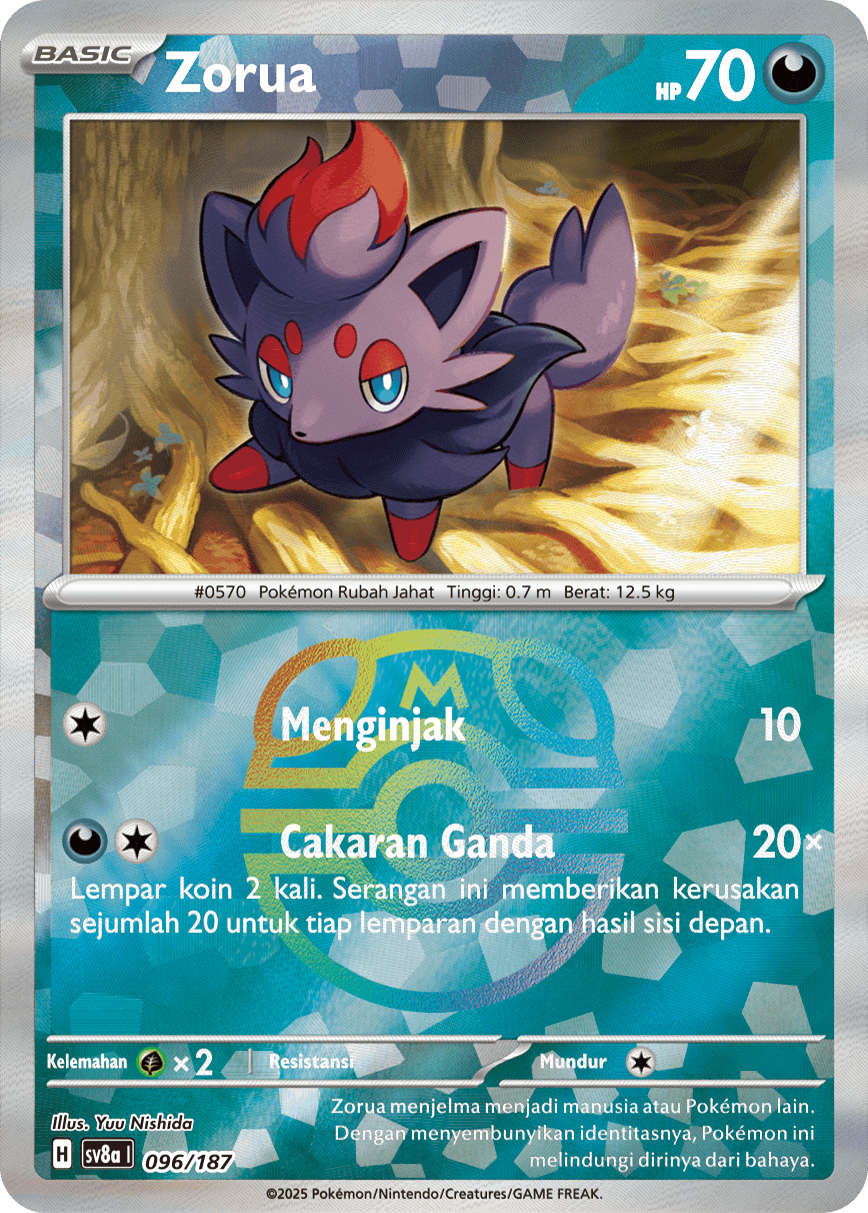 BASIC
Zorua
HP70
#0570 Pokémon Rubah Jahat Tinggi: 0.7 m Berat: 12.5 kg
M
Menginjak 10
Cakaran Ganda 20×
Lempar koin 2 kali. Serangan ini memberikan kerusakan
sejumlah 20 untuk tiap lemparan dengan hasil sisi depan.
Kelemahan ×2 Resistansi Mundur
Illus. Yuu Nishida
H sv8a I 096/187
Zorua menjelma menjadi manusia atau Pokémon lain.
Dengan menyembunyikan identitasnya, Pokémon ini
melindungi dirinya dari bahaya.
©2025 Pokémon/Nintendo/Creatures/GAME FREAK.